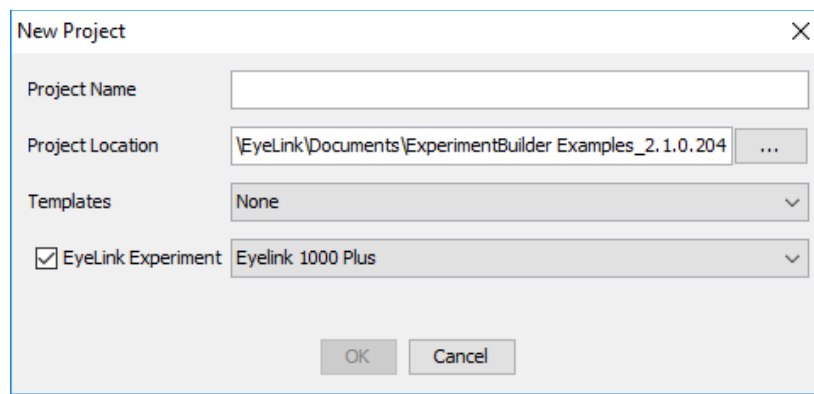 New Project
Project Name
Project Location \EyeLink\Documents\ExperimentBuilder Examples_2.1.0.204 ...
Templates None
EyeLink Experiment Eyelink 1000 Plus
OK Cancel